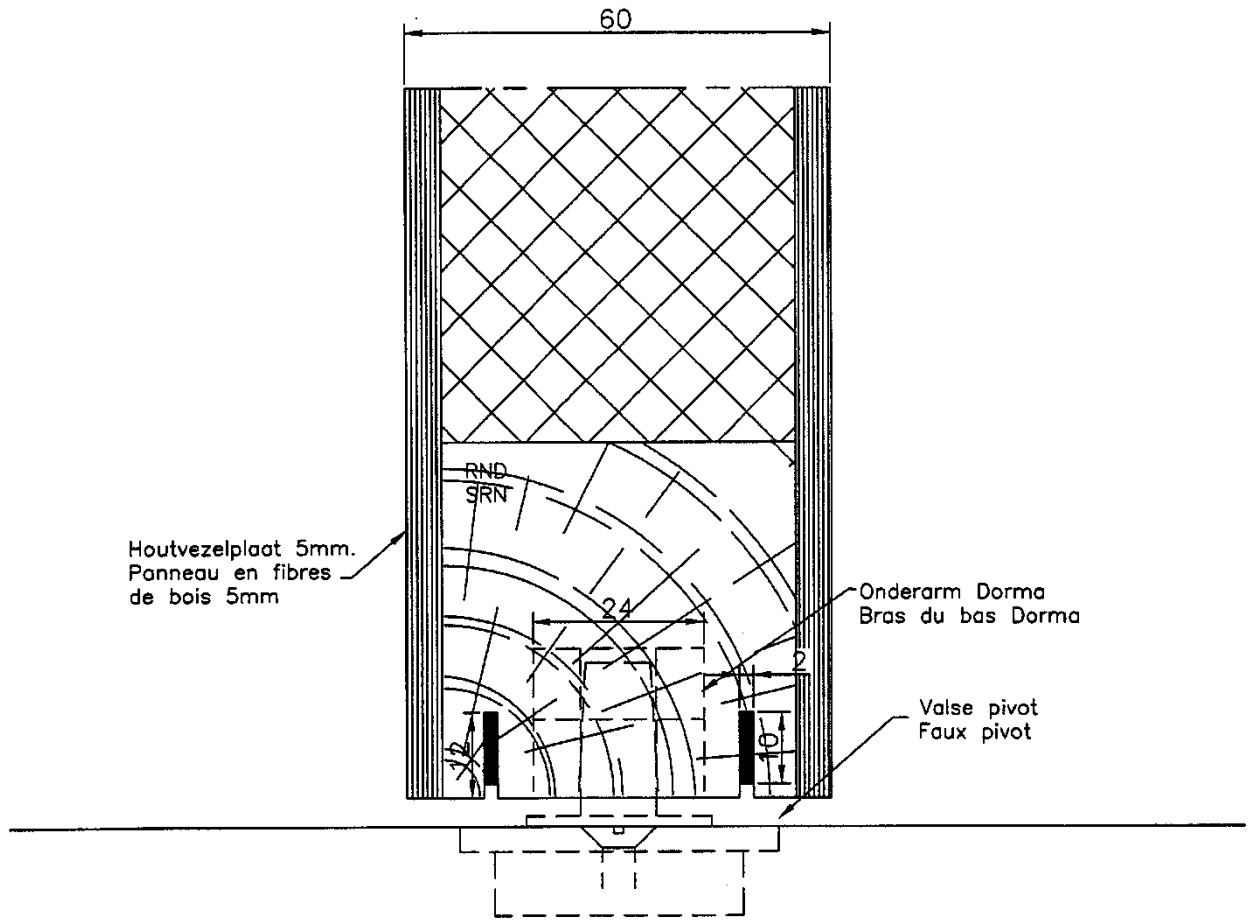 60
RND
SRN
Houtvezelplaat 5mm.
Panneau en fibres
de bois 5mm
24
Onderarm Dorma
Bras du bas Dorma
2
Valse pivot
Faux pivot
12
10